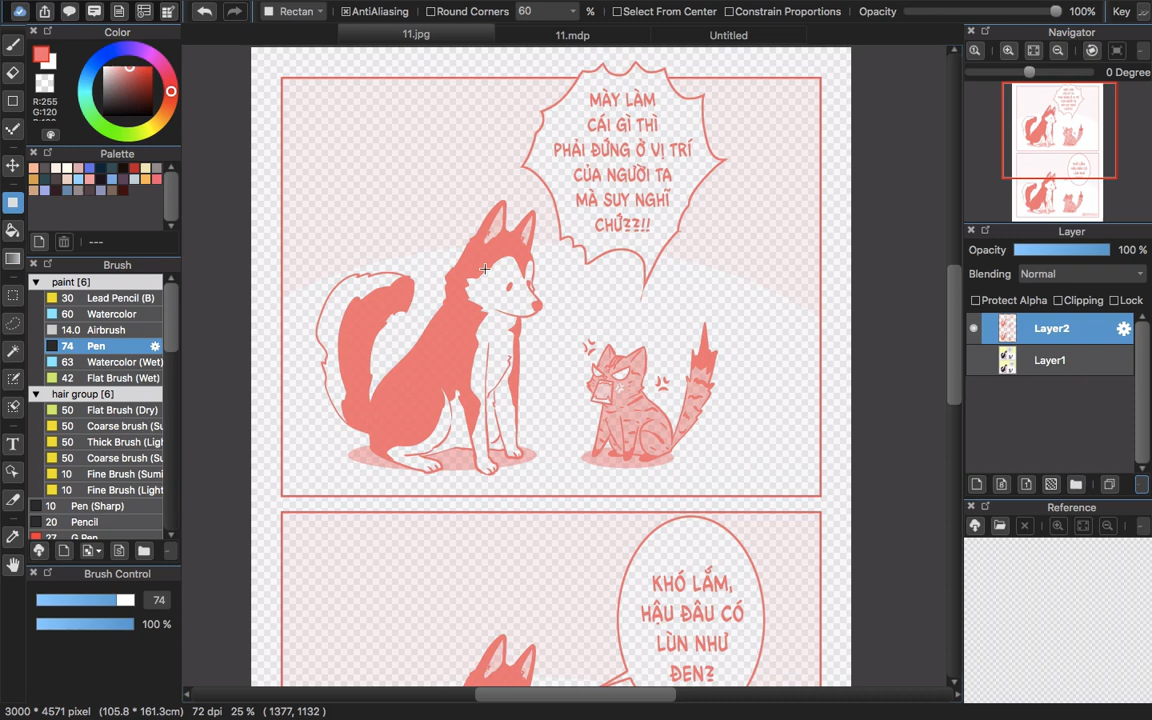 Rectan
AntiAliasing
Round Corners
60
%
Select From Center
Constrain Proportions
Opacity
100%
Key
11.jpg
11.mdp
Untitled
Color
R:255
G:120
Palette
---
Brush
paint [6]
30 Lead Pencil (B)
60 Watercolor
14.0 Airbrush
74 Pen
63 Watercolor (Wet)
42 Flat Brush (Wet)
hair group [6]
50 Flat Brush (Dry)
50 Coarse brush (Su
50 Thick Brush (Ligh
50 Coarse brush (Su
10 Fine Brush (Sumi
10 Fine Brush (Light
10 Pen (Sharp)
20 Pencil
27 G Pen
Brush Control
74
100 %
MÀY LÀM
CÁI GÌ THÌ
PHẢI ĐỨNG Ở VỊ TRÍ
CỦA NGƯỜI TA
MÀ SUY NGHĨ
CHỨ??!!
KHÓ LẮM,
HẬU ĐÂU CÓ
LÙN NHƯ
ĐEN?
Navigator
0 Degree
Layer
Opacity
100 %
Blending
Normal
Protect Alpha
Clipping
Lock
Layer2
Layer1
Reference
3000 * 4571 pixel (105.8 * 161.3cm) 72 dpi 25 % ( 1377, 1132 )